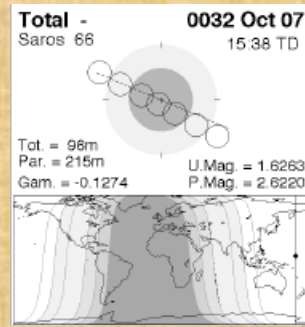 Total - 0032 Oct 07
Saros 66 15:38 TD
Tot. = 96m
Par. = 215m U.Mag. = 1.6263
Gam. = -0.1274 P.Mag. = 2.6220